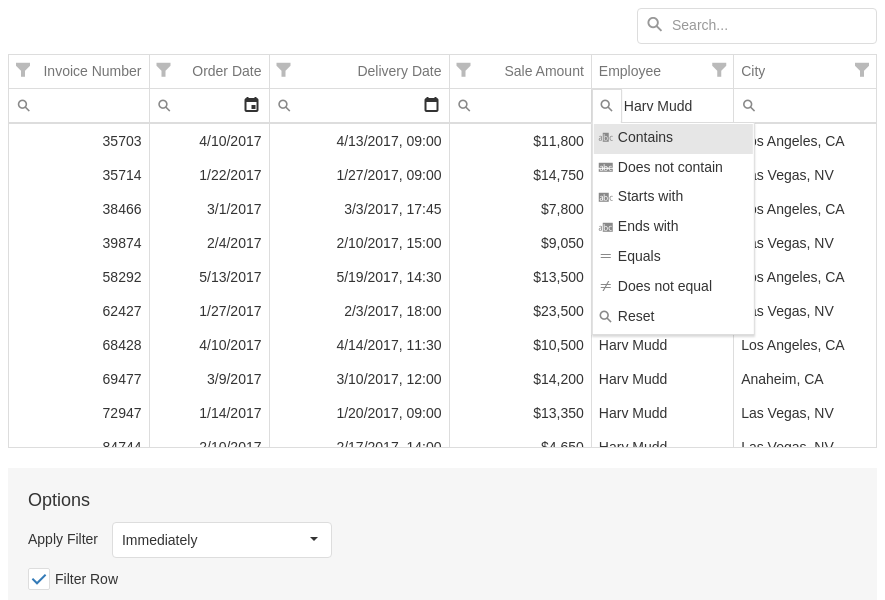 Search...
Invoice Number Order Date Delivery Date Sale Amount Employee City
Harv Mudd
35703 4/10/2017 4/13/2017, 09:00 $11,800 Contains os Angeles, CA
35714 1/22/2017 1/27/2017, 09:00 $14,750 Does not contain as Vegas, NV
38466 3/1/2017 3/3/2017, 17:45 $7,800 Starts with os Angeles, CA
39874 2/4/2017 2/10/2017, 15:00 $9,050 Ends with as Vegas, NV
58292 5/13/2017 5/19/2017, 14:30 $13,500 Equals os Angeles, CA
Does not equal
62427 1/27/2017 2/3/2017, 18:00 $23,500 Reset as Vegas, NV
68428 4/10/2017 4/14/2017, 11:30 $10,500 Harv Mudd Los Angeles, CA
69477 3/9/2017 3/10/2017, 12:00 $14,200 Harv Mudd Anaheim, CA
72947 1/14/2017 1/20/2017, 09:00 $13,350 Harv Mudd Las Vegas, NV
84744 2/10/2017 2/17/2017, 14:00 $4,650 Harv Mudd Las Vegas, NV
Options
Apply Filter Immediately
Filter Row